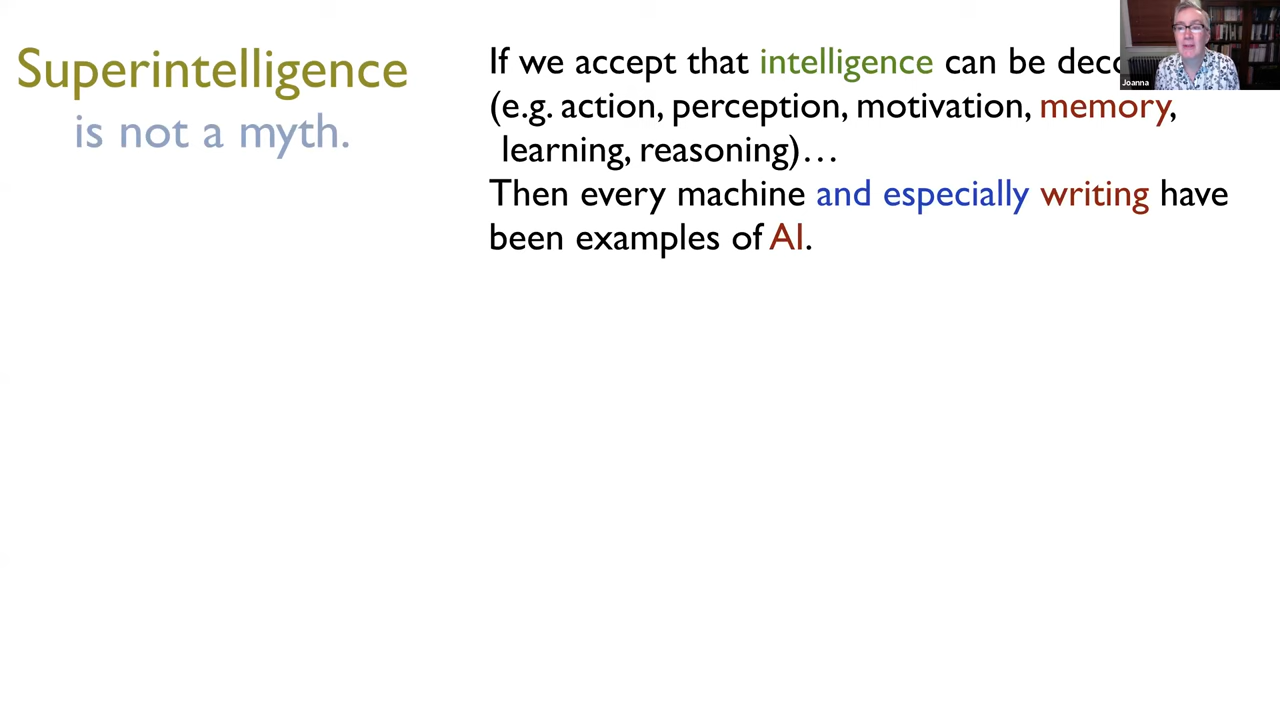 Superintelligence
is not a myth.
If we accept that intelligence can be
(e.g. action, perception, motivation, memory,
learning, reasoning)…
Then every machine and especially writing have
been examples of AI.
Joanna